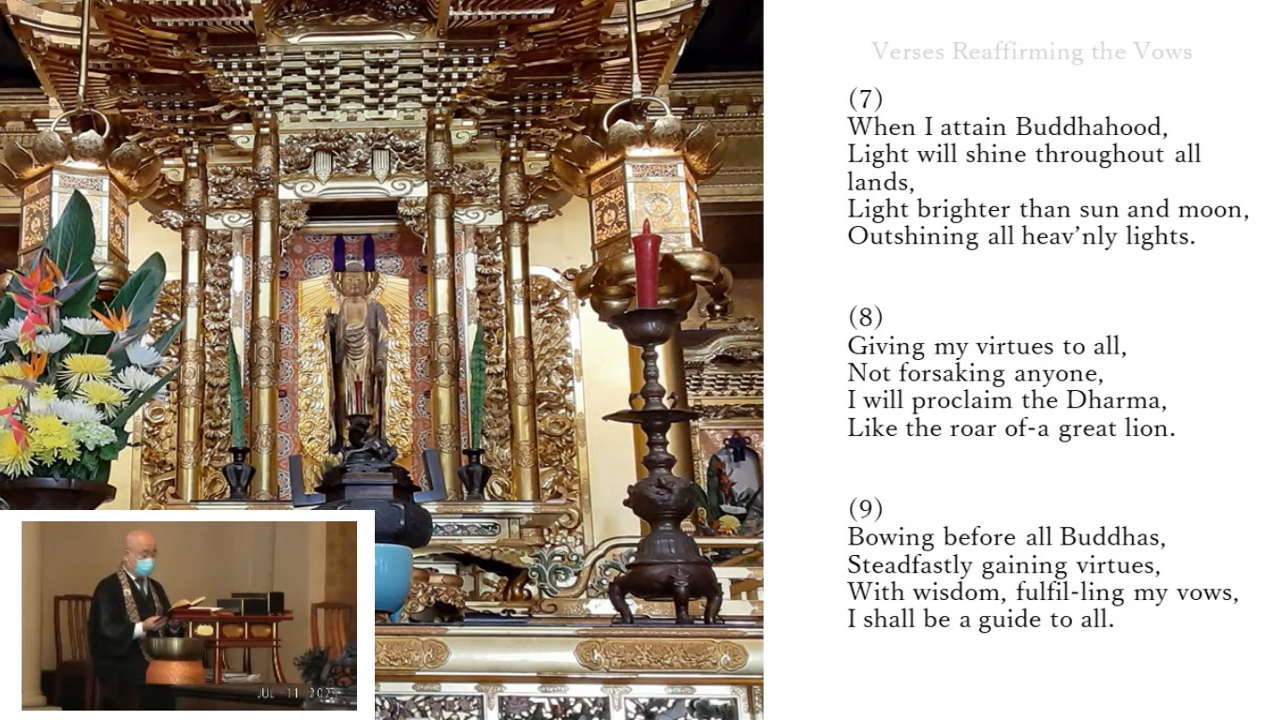 Verses Reaffirming the Vows
(7)
When I attain Buddhahood,
Light will shine throughout all
lands,
Light brighter than sun and moon,
Outshining all heav’nly lights.
(8)
Giving my virtues to all,
Not forsaking anyone,
I will proclaim the Dharma,
Like the roar of-a great lion.
(9)
Bowing before all Buddhas,
Steadfastly gaining virtues,
With wisdom, fulfil-ling my vows,
I shall be a guide to all.
JUL 11